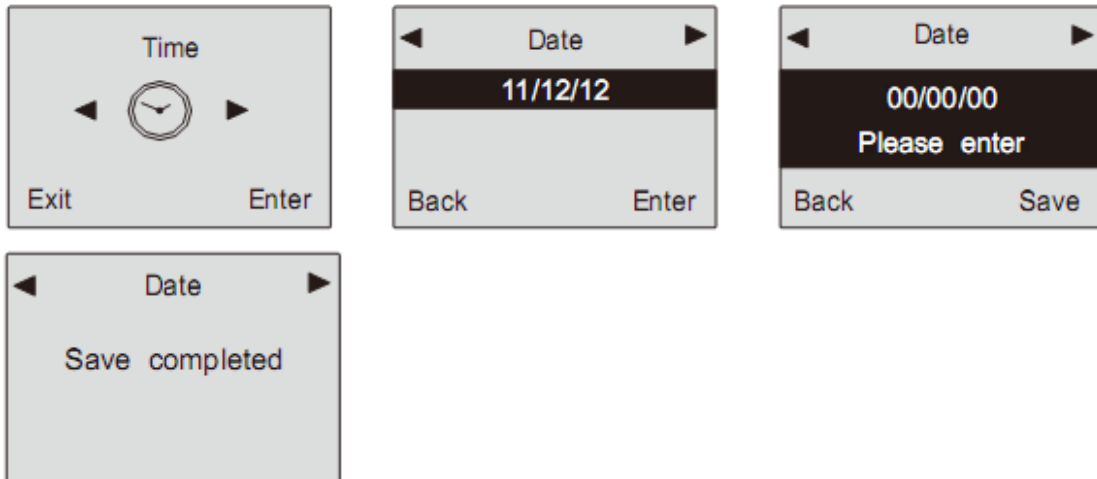 Time
Exit Enter
Date
11/12/12
Back Enter
Date
00/00/00
Please enter
Back Save
Date
Save completed